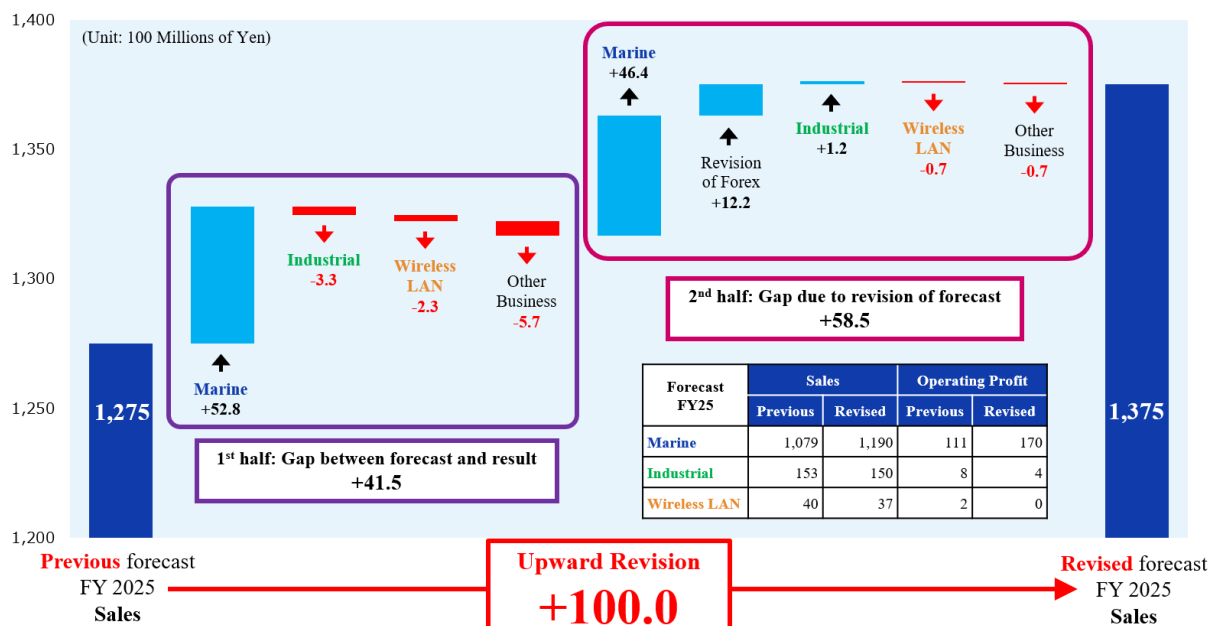 (Unit: 100 Millions of Yen)
1,400
1,350
1,300
1,250
1,200
1,275
Marine
+52.8
Industrial
-3.3
Wireless
LAN
-2.3
Other
Business
-5.7
1st half: Gap between forecast and result
+41.5
Marine
+46.4
Revision
of Forex
+12.2
Industrial
+1.2
Wireless
LAN
-0.7
Other
Business
-0.7
2nd half: Gap due to revision of forecast
+58.5
Forecast
FY25
Sales Operating Profit
Previous Revised Previous Revised
Marine 1,079 1,190 111 170
Industrial 153 150 8 4
Wireless LAN 40 37 2 0
1,375
Previous forecast
FY 2025
Sales
Upward Revision
+100.0
Revised forecast
FY 2025
Sales